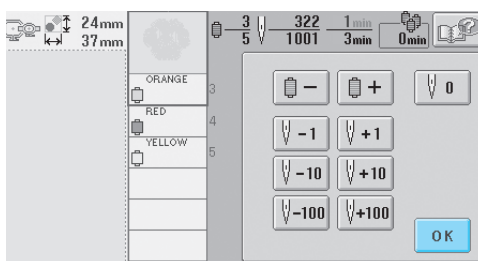 24mm
37mm
3
5
322
1001
1min
3min
0min
ORANGE
3
RED
4
YELLOW
5
−
+
0
−1
+1
−10
+10
−100
+100
OK